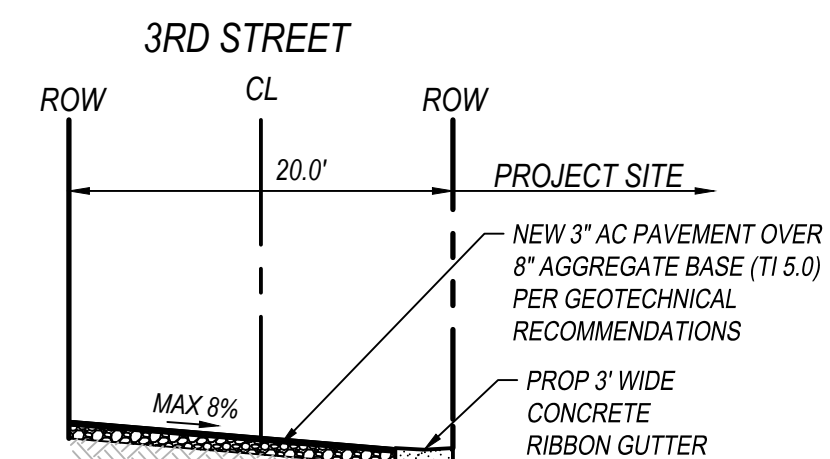 3RD STREET
ROW
CL
ROW
20.0'
PROJECT SITE
NEW 3" AC PAVEMENT OVER
8" AGGREGATE BASE (TI 5.0)
PER GEOTECHNICAL
RECOMMENDATIONS
MAX 8%
PROP 3' WIDE
CONCRETE
RIBBON GUTTER